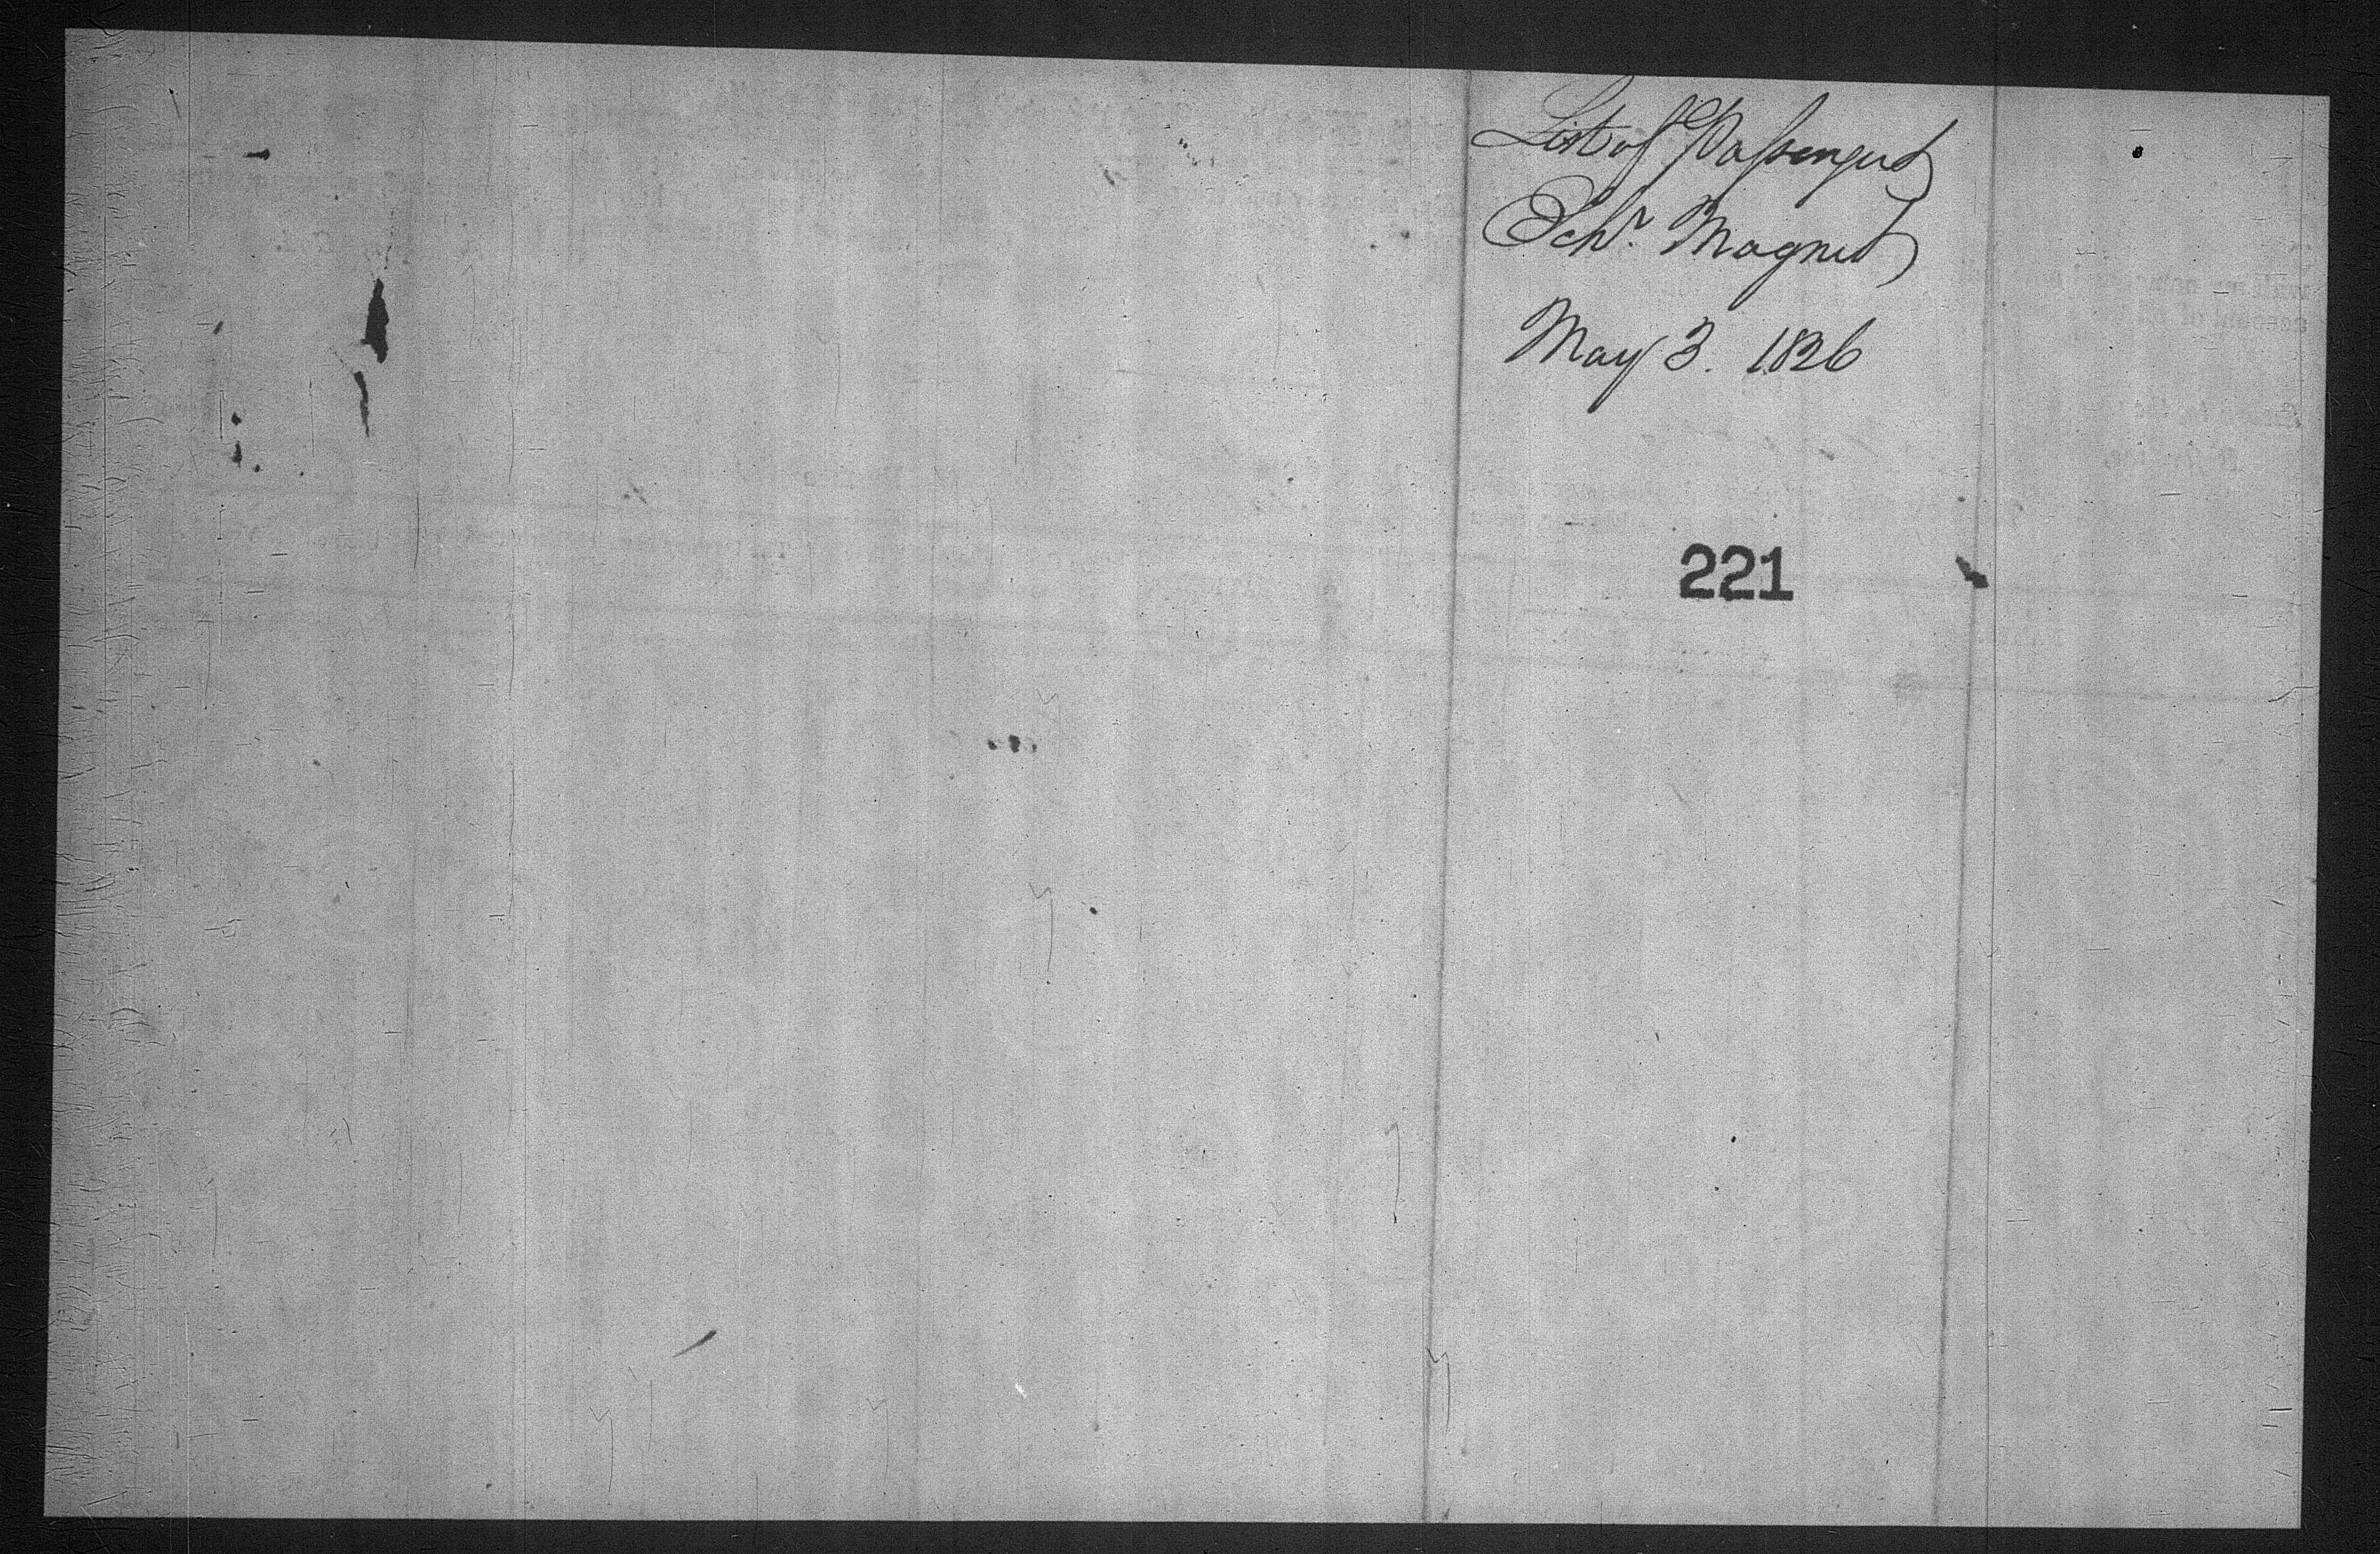 List of Passengers
Schr. Magnet
May 3. 1826
221